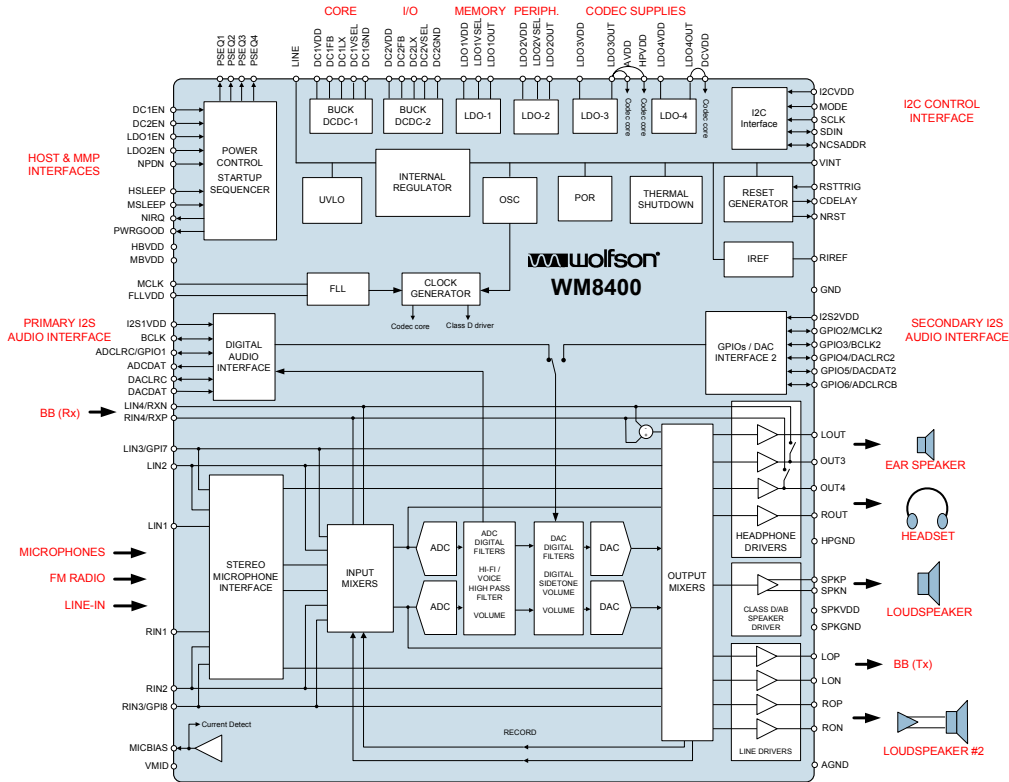 CORE
I/O
MEMORY
PERIPH.
CODEC SUPPLIES
PSEQ1
PSEQ2
PSEQ3
PSEQ4
LINE
DC1VDD
DC1FB
DC1LX
DC1VSEL
DC1GND
DC2VDD
DC2FB
DC2LX
DC2VSEL
DC2GND
LDO1VDD
LDO1VSEL
LDO1OUT
LDO2VDD
LDO2VSEL
LDO2OUT
LDO3VDD
LDO3OUT
AVDD
HPVDD
LDO4VDD
LDO4OUT
DCVDD
HOST & MMP
INTERFACES
DC1EN
DC2EN
LDO1EN
LDO2EN
NPDN
HSLEEP
MSLEEP
NIRQ
PWRGOOD
HBVDD
MBVDD
MCLK
FLLVDD
POWER
CONTROL
STARTUP
SEQUENCER
BUCK
DCDC-1
BUCK
DCDC-2
LDO-1
LDO-2
LDO-3
Codec core
Codec core
LDO-4
Codec core
I2C
Interface
I2CVDD
MODE
SCLK
SDIN
NCSADDR
I2C CONTROL
INTERFACE
VINT
UVLO
INTERNAL
REGULATOR
OSC
POR
THERMAL
SHUTDOWN
RESET
GENERATOR
RSTTRIG
CDELAY
NRST
IREF
RIREF
GND
wolfson
WM8400
FLL
CLOCK
GENERATOR
Codec core
Class D driver
PRIMARY I2S
AUDIO INTERFACE
I2S1VDD
BCLK
ADCLRC/GPIO1
ADCDAT
DACLRC
DACDAT
DIGITAL
AUDIO
INTERFACE
GPIOs / DAC
INTERFACE 2
I2S2VDD
GPIO2/MCLK2
GPIO3/BCLK2
GPIO4/DACLRC2
GPIO5/DACDAT2
GPIO6/ADCLRCB
SECONDARY I2S
AUDIO INTERFACE
BB (Rx)
LIN4/RXN
RIN4/RXP
LIN3/GPI7
LIN2
LIN1
MICROPHONES
FM RADIO
LINE-IN
RIN1
RIN2
RIN3/GPI8
MICBIAS
VMID
Current Detect
STEREO
MICROPHONE
INTERFACE
INPUT
MIXERS
ADC
ADC
ADC
DIGITAL
FILTERS
HI-FI /
VOICE
HIGH PASS
FILTER
VOLUME
DAC
DIGITAL
FILTERS
DIGITAL
SIDETONE
VOLUME
VOLUME
DAC
DAC
OUTPUT
MIXERS
RECORD
HEADPHONE
DRIVERS
CLASS D/AB
SPEAKER
DRIVER
LINE DRIVERS
LOUT
OUT3
OUT4
ROUT
HPGND
SPKP
SPKN
SPKVDD
SPKGND
LOP
LON
ROP
RON
AGND
EAR SPEAKER
HEADSET
LOUDSPEAKER
BB (Tx)
LOUDSPEAKER #2